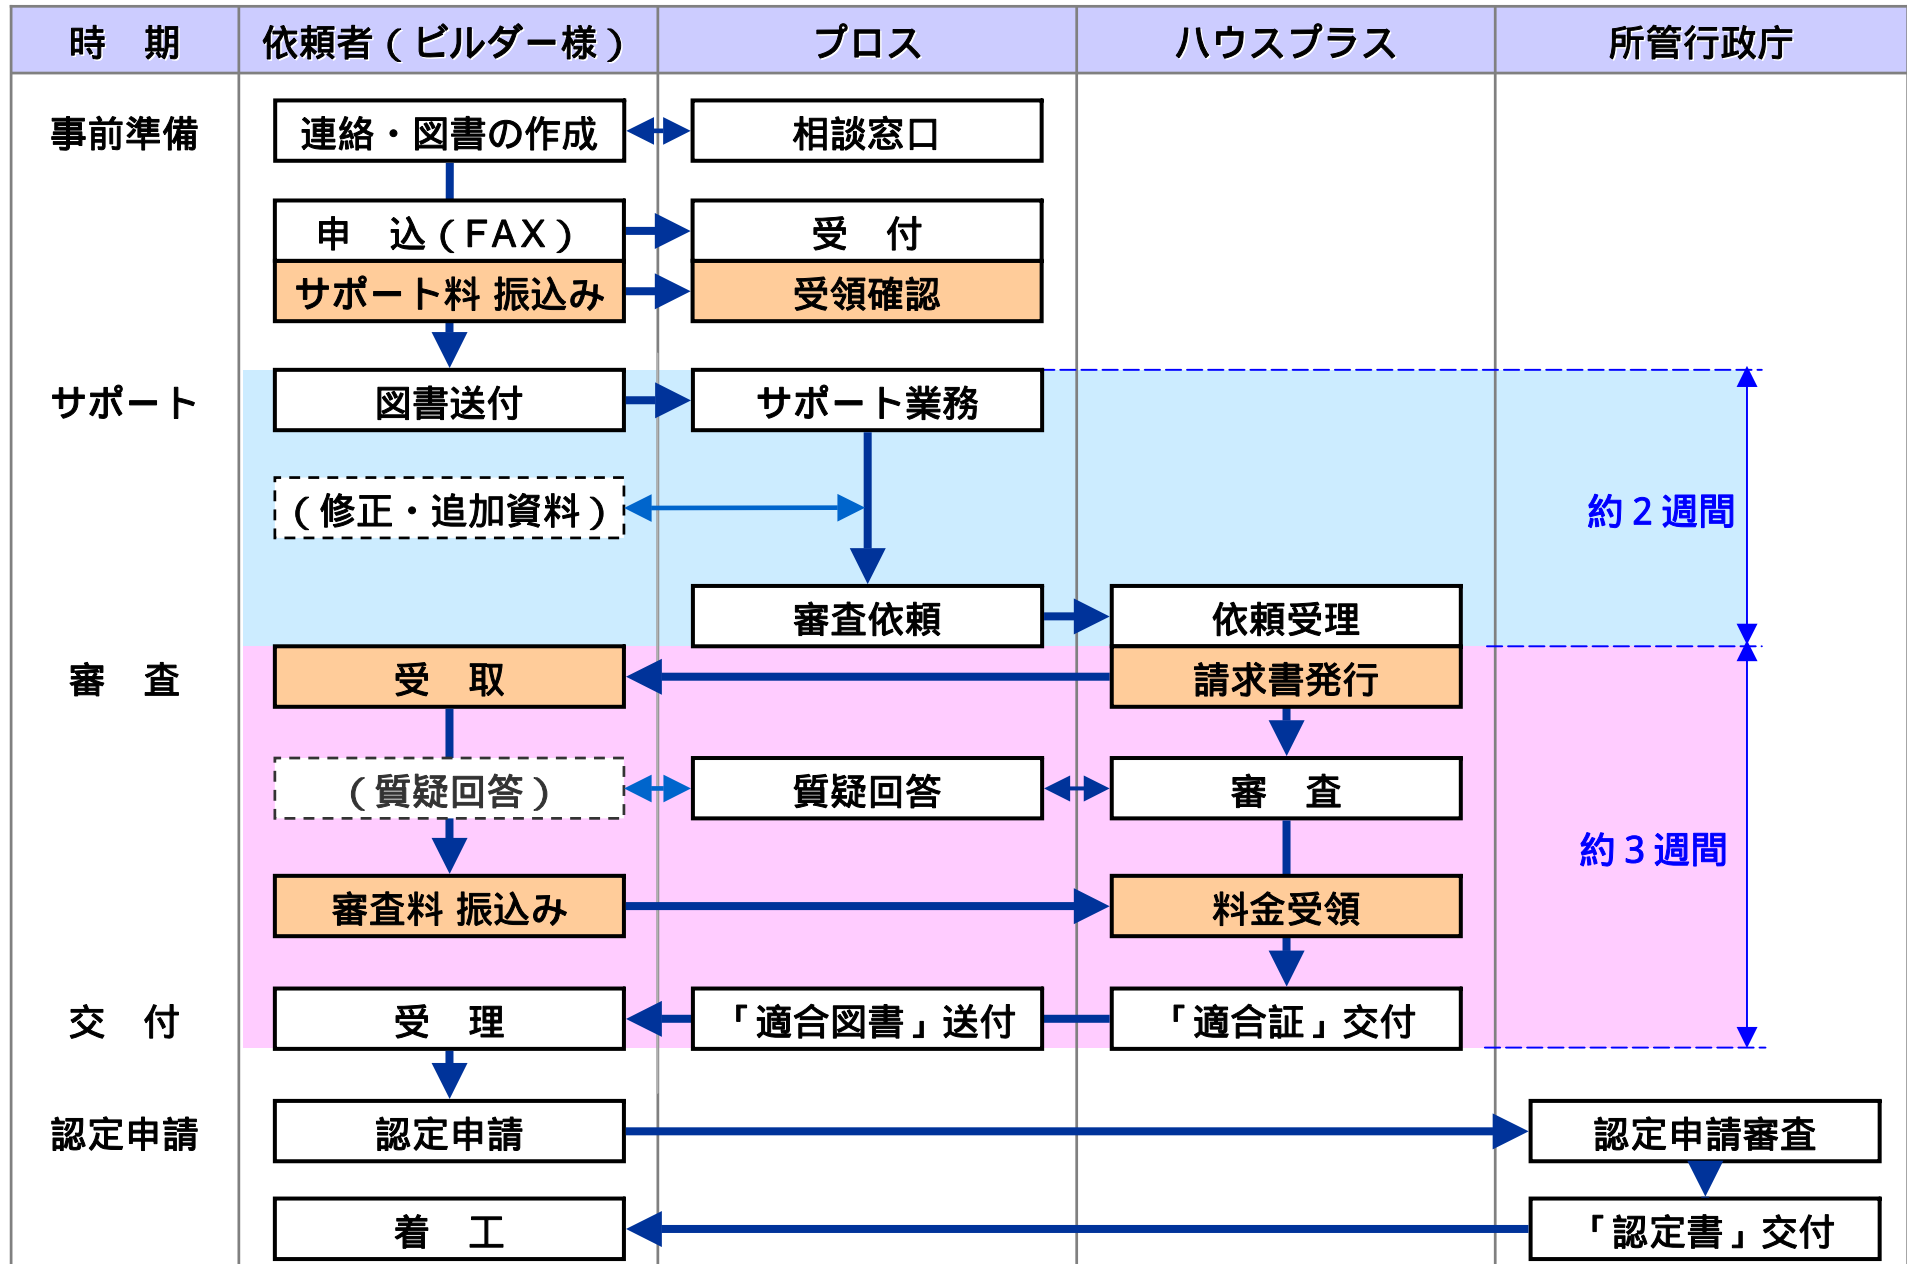 時　期　依頼者（ビルダー様）　プロス　ハウスプラス　所管行政庁
事前準備　連絡・図書の作成　相談窓口
申　込（FAX）　受　付
サポート料 振込み　受領確認
サポート　図書送付　サポート業務
（修正・追加資料）　約２週間
審査依頼　依頼受理
審　査　受　取　請求書発行
（質疑回答）　質疑回答　審　査
約３週間
審査料 振込み　料金受領
交　付　受　理　「適合図書」送付　「適合証」交付
認定申請　認定申請　認定申請審査
着　工　「認定書」交付